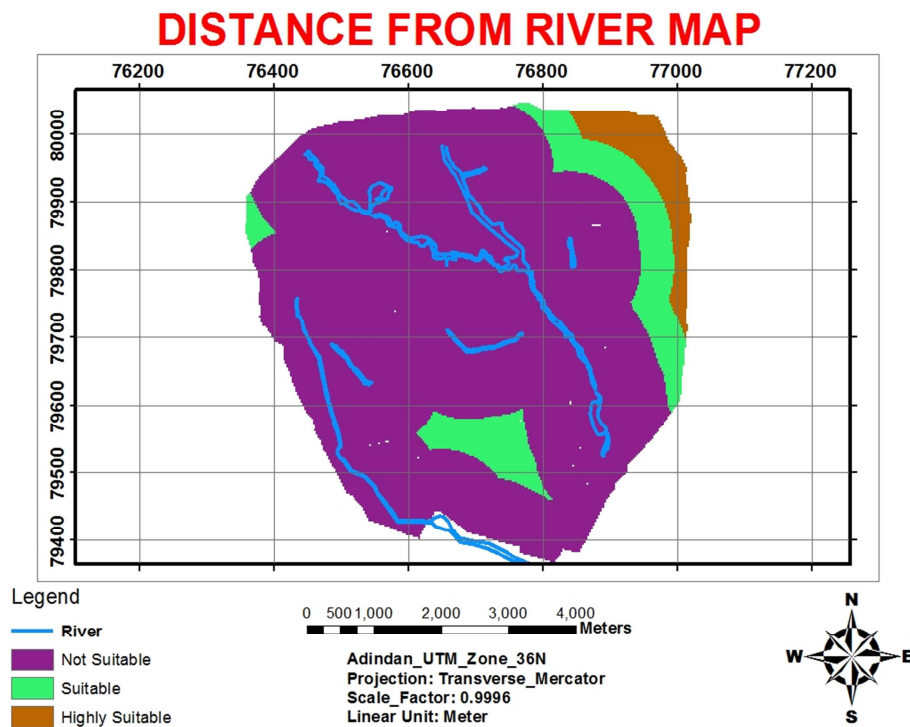 DISTANCE FROM RIVER MAP
76200 76400 76600 76800 77000 77200
80000
79900
79800
79700
79600
79500
79400
Legend
River
Not Suitable
Suitable
Highly Suitable
0 500 1,000 2,000 3,000 4,000
Meters
Adindan_UTM_Zone_36N
Projection: Transverse_Mercator
Scale_Factor: 0.9996
Linear Unit: Meter
N
W E
S